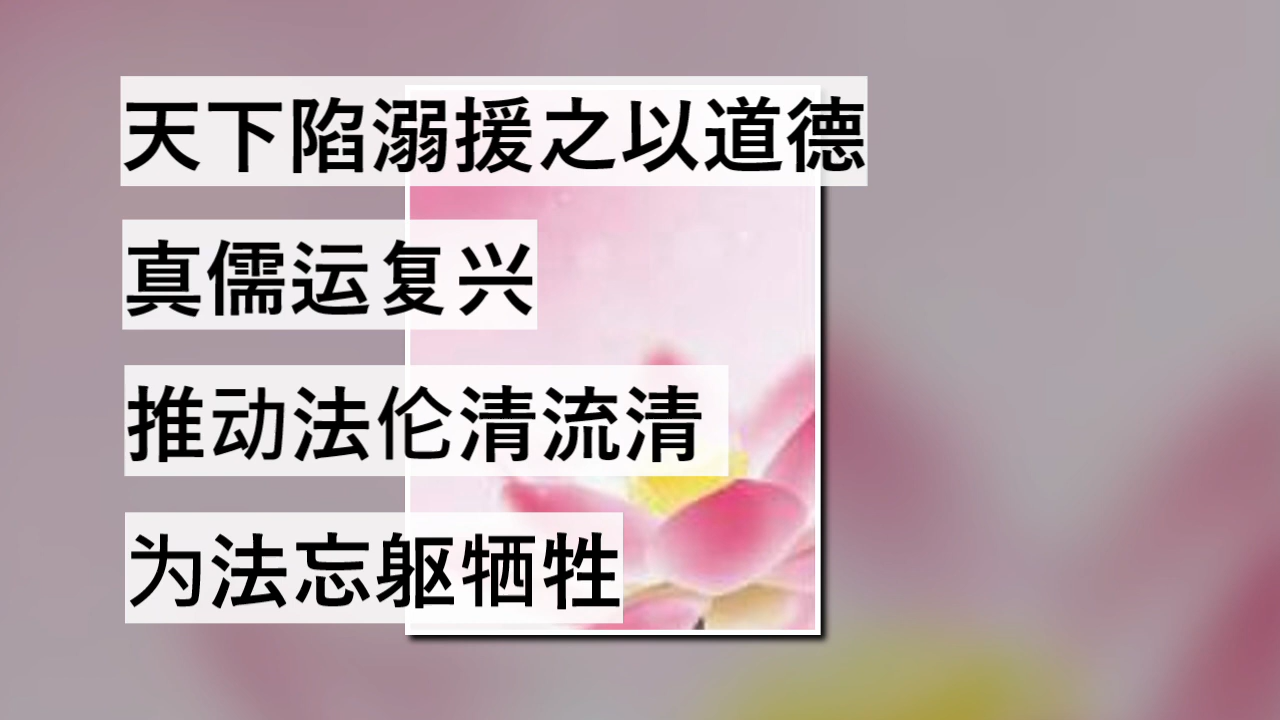 天下陷溺援之以道德
真儒运复兴
推动法伦清流清
为法忘躯牺牲